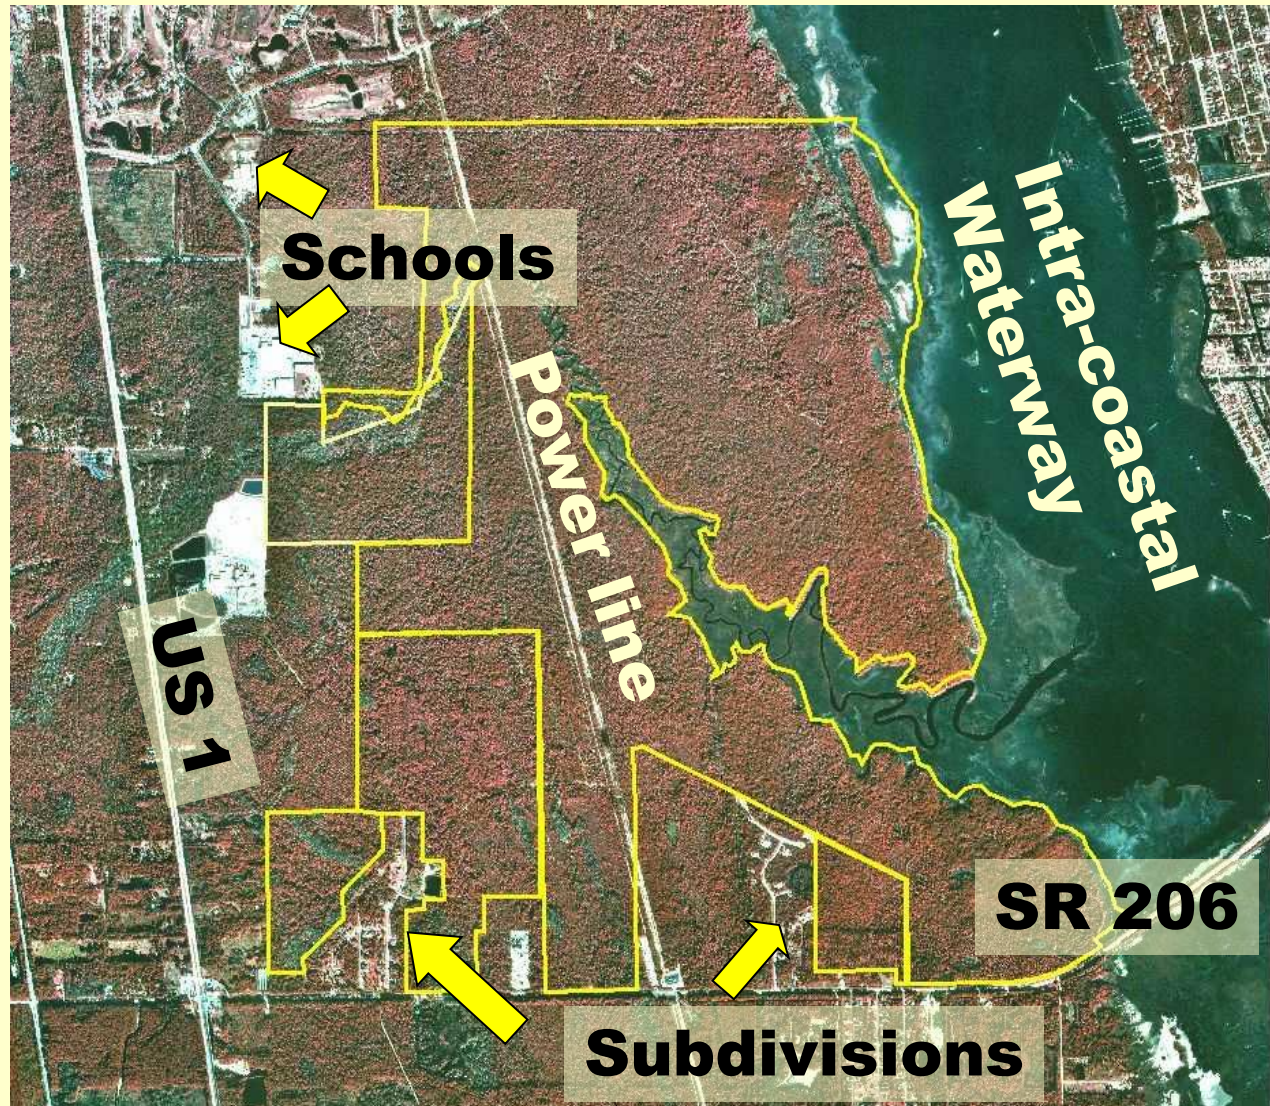 Schools
Intra-coastal
Waterway
Power line
US 1
SR 206
Subdivisions